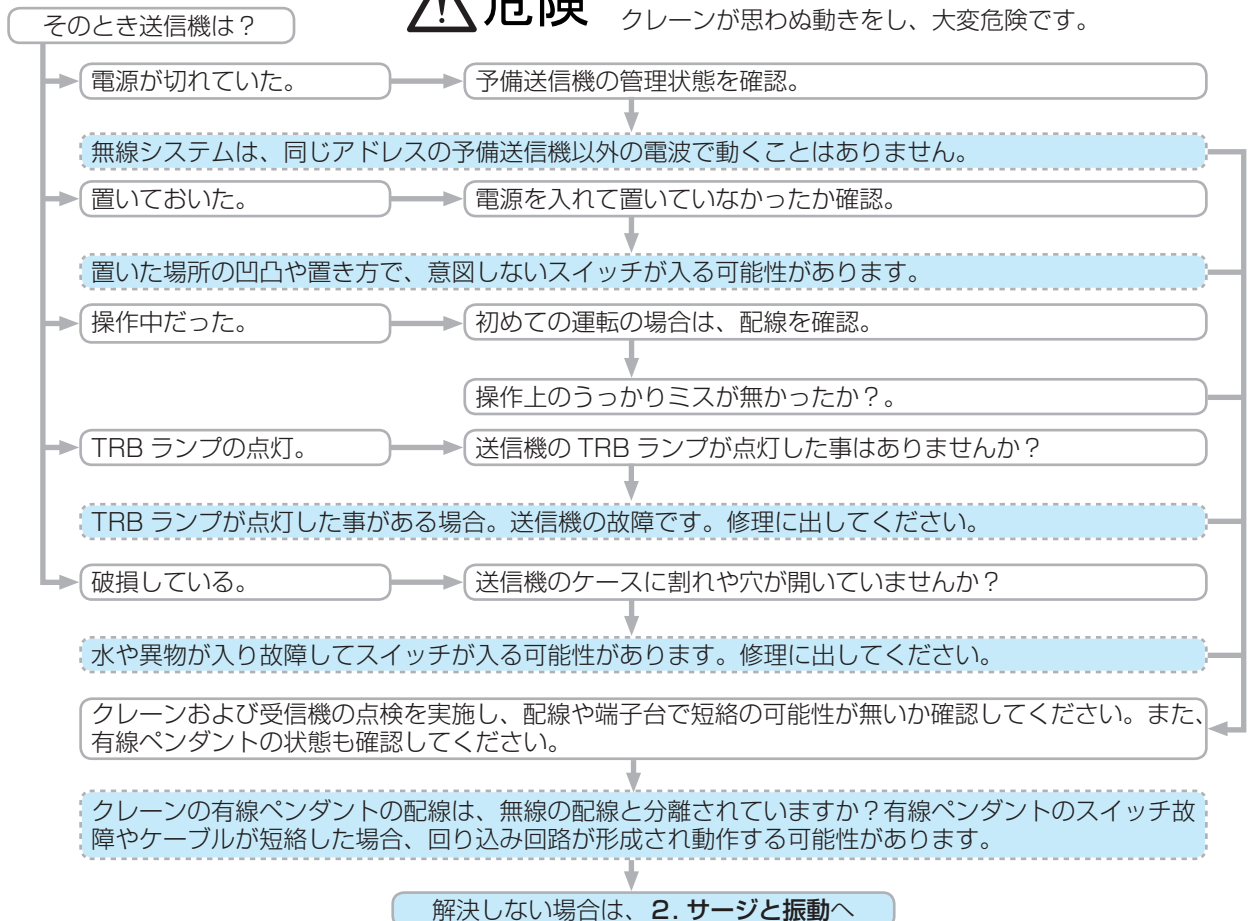 危険
クレーンが思わぬ動きをし、大変危険です。
そのとき送信機は？
電源が切れていた。
予備送信機の管理状態を確認。
無線システムは、同じアドレスの予備送信機以外の電波で動くことはありません。
置いておいた。
電源を入れて置いていなかったか確認。
置いた場所の凹凸や置き方で、意図しないスイッチが入る可能性があります。
操作中だった。
初めての運転の場合は、配線を確認。
操作上のうっかりミスが無かったか？。
TRB ランプの点灯。
送信機の TRB ランプが点灯した事はありませんか？
TRB ランプが点灯した事がある場合。送信機の故障です。修理に出してください。
破損している。
送信機のケースに割れや穴が開いていませんか？
水や異物が入り故障してスイッチが入る可能性があります。修理に出してください。
クレーンおよび受信機の点検を実施し、配線や端子台で短絡の可能性が無いか確認してください。また、
有線ペンダントの状態も確認してください。
クレーンの有線ペンダントの配線は、無線の配線と分離されていますか？有線ペンダントのスイッチ故
障やケーブルが短絡した場合、回り込み回路が形成され動作する可能性があります。
解決しない場合は、2. サージと振動へ